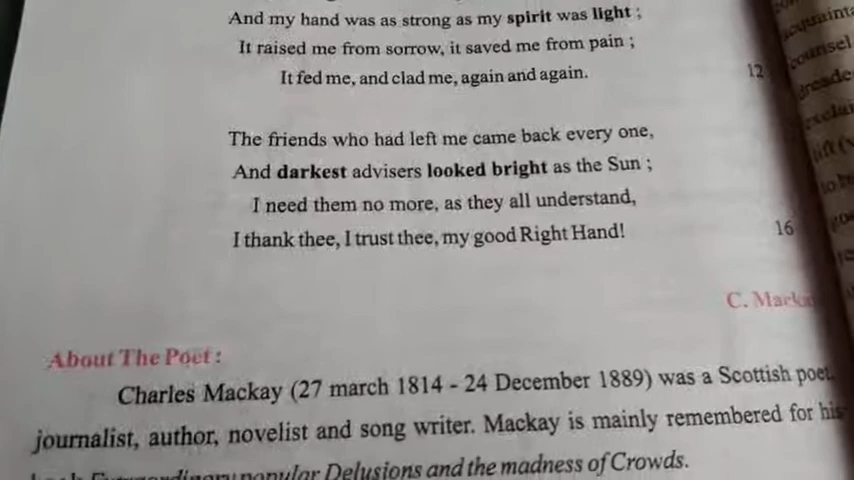 And my hand was as strong as my spirit was light ;
It raised me from sorrow, it saved me from pain ;
It fed me, and clad me, again and again.
12
The friends who had left me came back every one,
And darkest advisers looked bright as the Sun ;
I need them no more, as they all understand,
I thank thee, I trust thee, my good Right Hand!
16
C. Mackay
About The Poet :
Charles Mackay (27 march 1814 - 24 December 1889) was a Scottish poet,
journalist, author, novelist and song writer. Mackay is mainly remembered for his
book Extraordinary popular Delusions and the madness of Crowds.
counsel